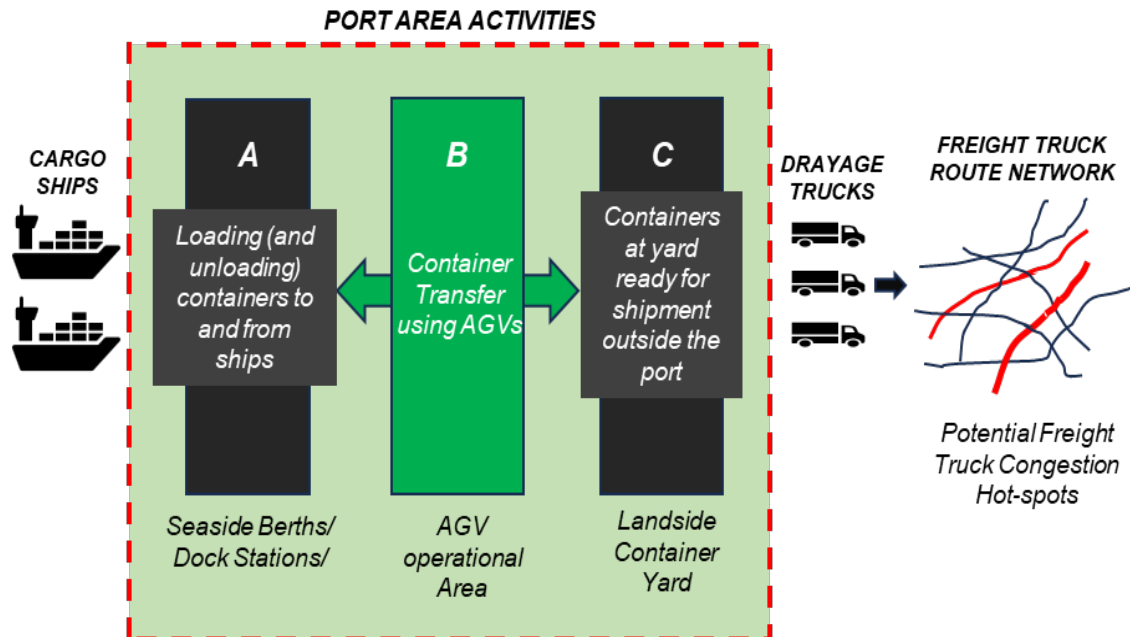 PORT AREA ACTIVITIES
CARGO
SHIPS
A
Loading (and
unloading)
containers to
and from
ships
Seaside Berths/
Dock Stations/
B
Container
Transfer
using AGVs
AGV
operational
Area
C
Containers
at yard
ready for
shipment
outside the
port
Landside
Container
Yard
DRAYAGE
TRUCKS
FREIGHT TRUCK
ROUTE NETWORK
Potential Freight
Truck Congestion
Hot-spots